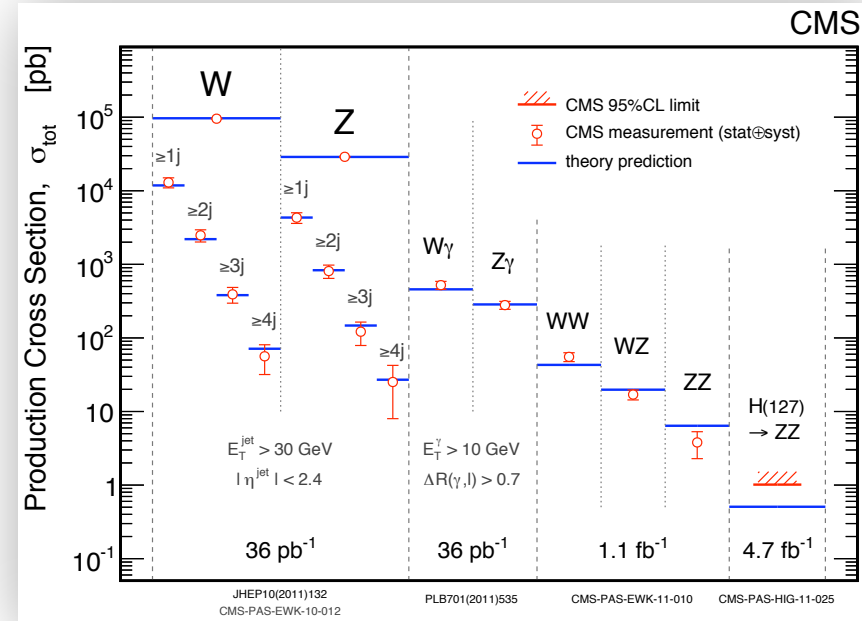 CMS
Production Cross Section, σtot [pb]
10^5
10^4
10^3
10^2
10
1
10^-1
W
≥1j
≥2j
≥3j
≥4j
Z
≥1j
≥2j
≥3j
≥4j
Wγ
Zγ
WW
WZ
ZZ
H(127)
→ ZZ
CMS 95%CL limit
CMS measurement (stat⊕syst)
theory prediction
E_T^jet > 30 GeV
| η^jet | < 2.4
E_T^γ > 10 GeV
ΔR(γ,l) > 0.7
36 pb^-1
36 pb^-1
1.1 fb^-1
4.7 fb^-1
JHEP10(2011)132
CMS-PAS-EWK-10-012
PLB701(2011)535
CMS-PAS-EWK-11-010
CMS-PAS-HIG-11-025